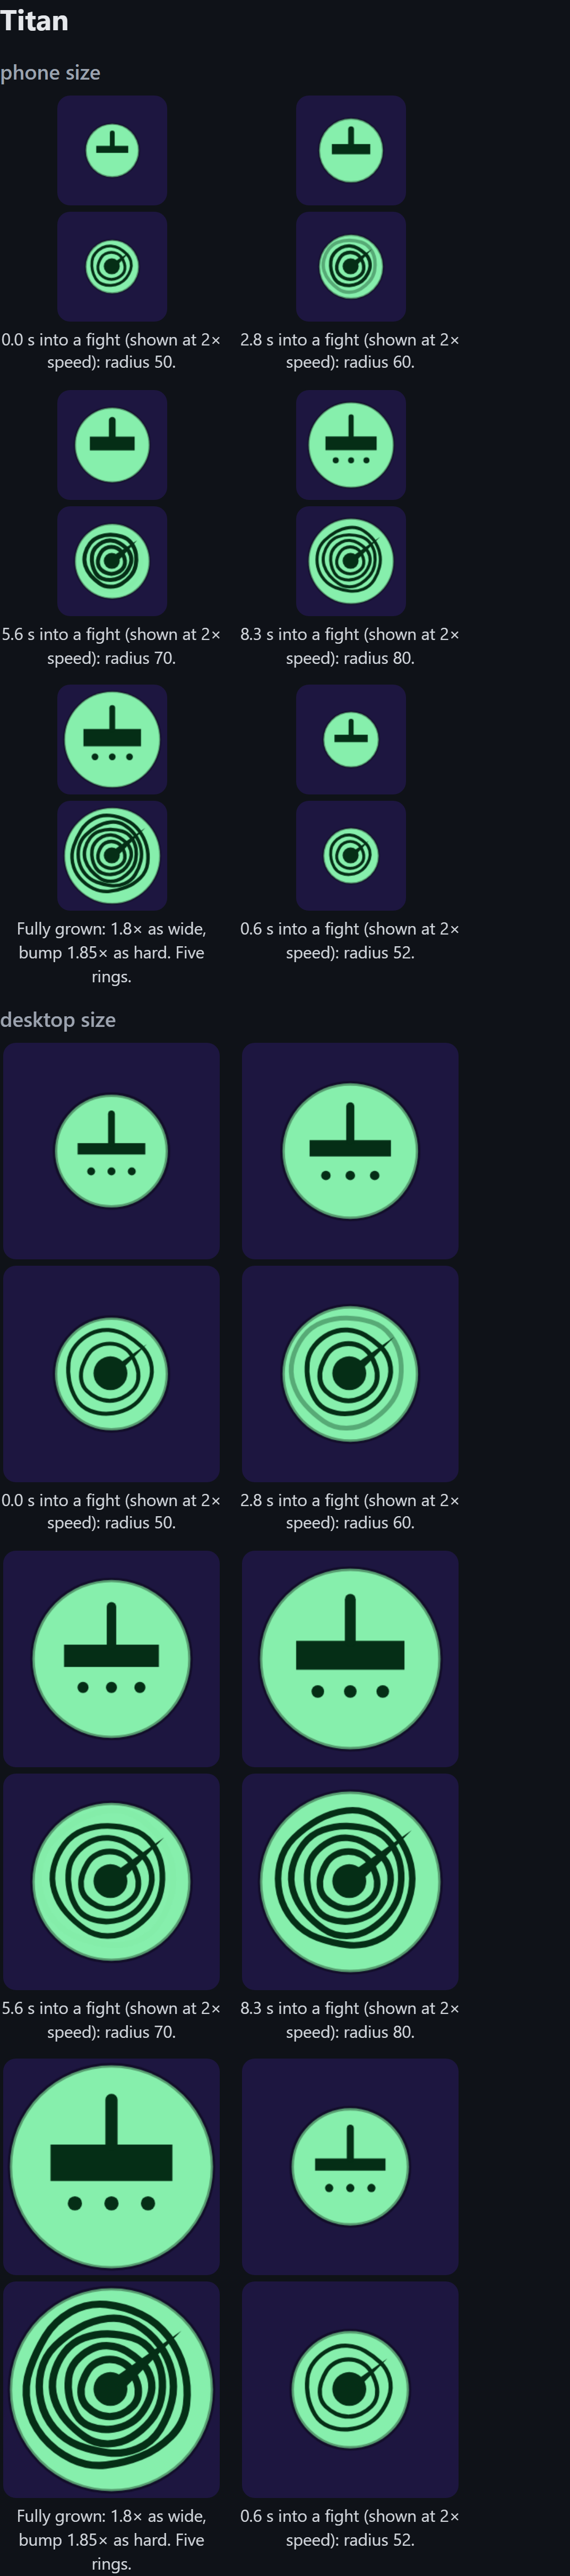 Titan
phone size
0.0 s into a fight (shown at 2×
speed): radius 50.
2.8 s into a fight (shown at 2×
speed): radius 60.
5.6 s into a fight (shown at 2×
speed): radius 70.
8.3 s into a fight (shown at 2×
speed): radius 80.
Fully grown: 1.8× as wide,
bump 1.85× as hard. Five
rings.
0.6 s into a fight (shown at 2×
speed): radius 52.
desktop size
0.0 s into a fight (shown at 2×
speed): radius 50.
2.8 s into a fight (shown at 2×
speed): radius 60.
5.6 s into a fight (shown at 2×
speed): radius 70.
8.3 s into a fight (shown at 2×
speed): radius 80.
Fully grown: 1.8× as wide,
bump 1.85× as hard. Five
rings.
0.6 s into a fight (shown at 2×
speed): radius 52.